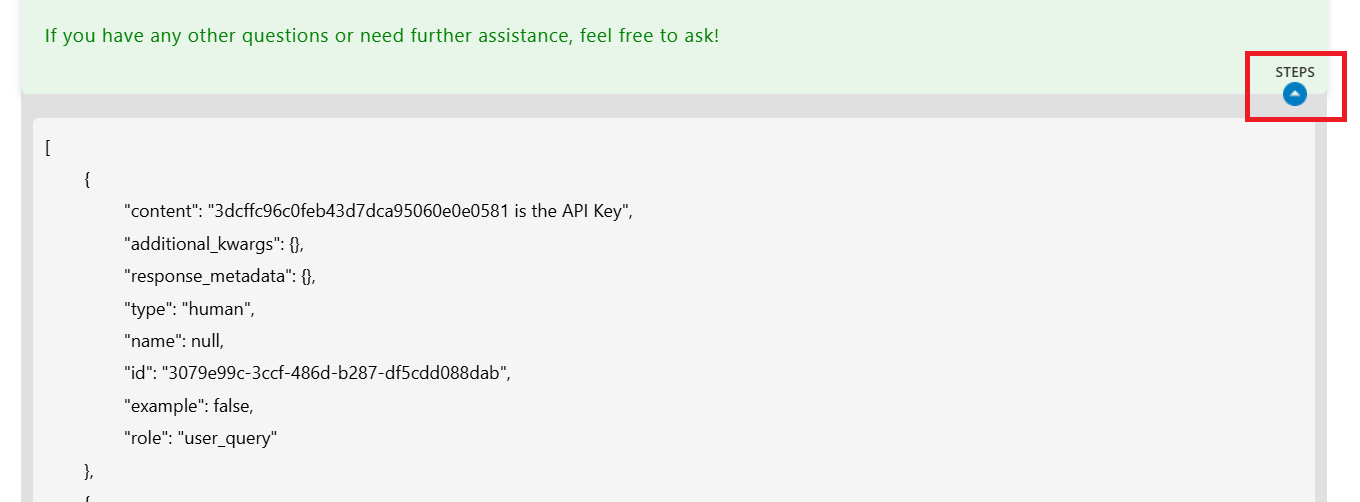 If you have any other questions or need further assistance, feel free to ask!
STEPS
[
{
"content": "3dcffc96c0feb43d7dca95060e0e0581 is the API Key",
"additional_kwargs": {},
"response_metadata": {},
"type": "human",
"name": null,
"id": "3079e99c-3ccf-486d-b287-df5cdd088dab",
"example": false,
"role": "user_query"
},
{